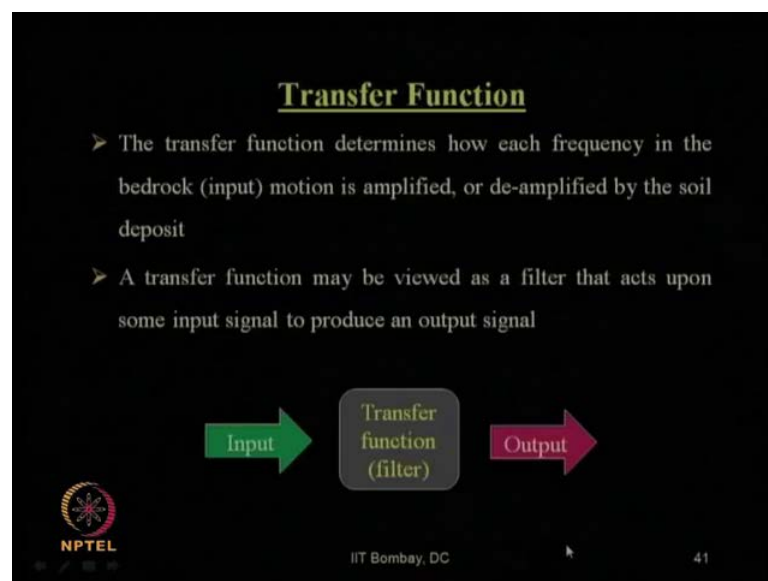 Transfer Function
➤ The transfer function determines how each frequency in the
bedrock (input) motion is amplified, or de-amplified by the soil
deposit
➤ A transfer function may be viewed as a filter that acts upon
some input signal to produce an output signal
Input
Transfer
function
(filter)
Output
NPTEL
IIT Bombay, DC
41